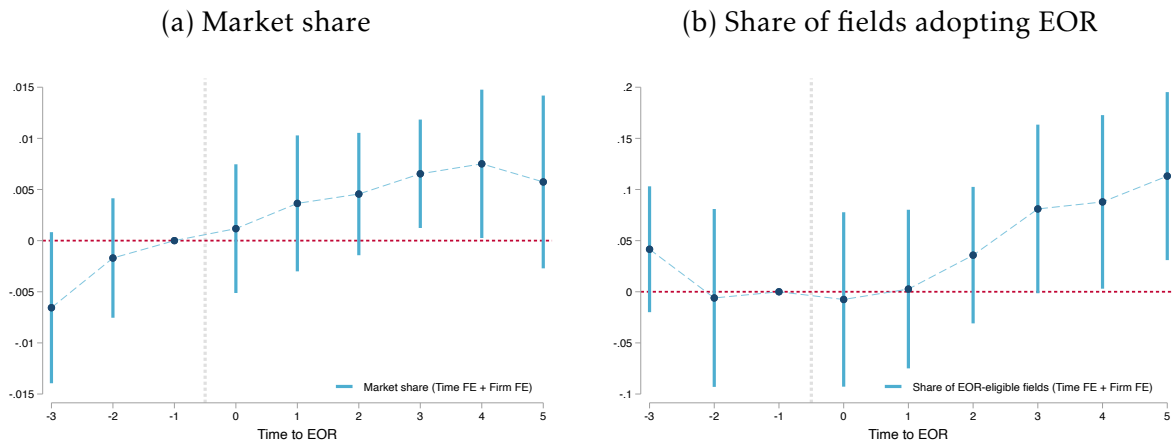 (a) Market share
.015
.01
.005
0
-.005
-.01
-.015
-3 -2 -1 0 1 2 3 4 5
Time to EOR
Market share (Time FE + Firm FE)
(b) Share of fields adopting EOR
.2
.15
.1
.05
0
-.05
-.1
-3 -2 -1 0 1 2 3 4 5
Time to EOR
Share of EOR-eligible fields (Time FE + Firm FE)